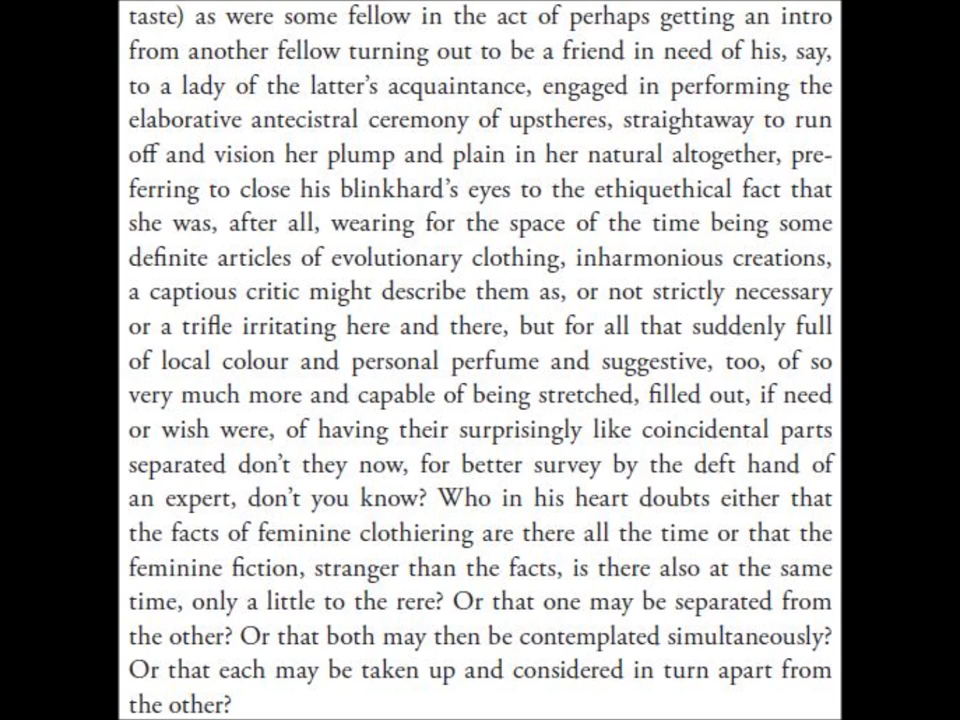 taste) as were some fellow in the act of perhaps getting an intro
from another fellow turning out to be a friend in need of his, say,
to a lady of the latter’s acquaintance, engaged in performing the
elaborative antecistral ceremony of upstheres, straightaway to run
off and vision her plump and plain in her natural altogether, pre-
ferring to close his blinkhard’s eyes to the ethiquethical fact that
she was, after all, wearing for the space of the time being some
definite articles of evolutionary clothing, inharmonious creations,
a captious critic might describe them as, or not strictly necessary
or a trifle irritating here and there, but for all that suddenly full
of local colour and personal perfume and suggestive, too, of so
very much more and capable of being stretched, filled out, if need
or wish were, of having their surprisingly like coincidental parts
separated don’t they now, for better survey by the deft hand of
an expert, don’t you know? Who in his heart doubts either that
the facts of feminine clothiering are there all the time or that the
feminine fiction, stranger than the facts, is there also at the same
time, only a little to the rere? Or that one may be separated from
the other? Or that both may then be contemplated simultaneously?
Or that each may be taken up and considered in turn apart from
the other?